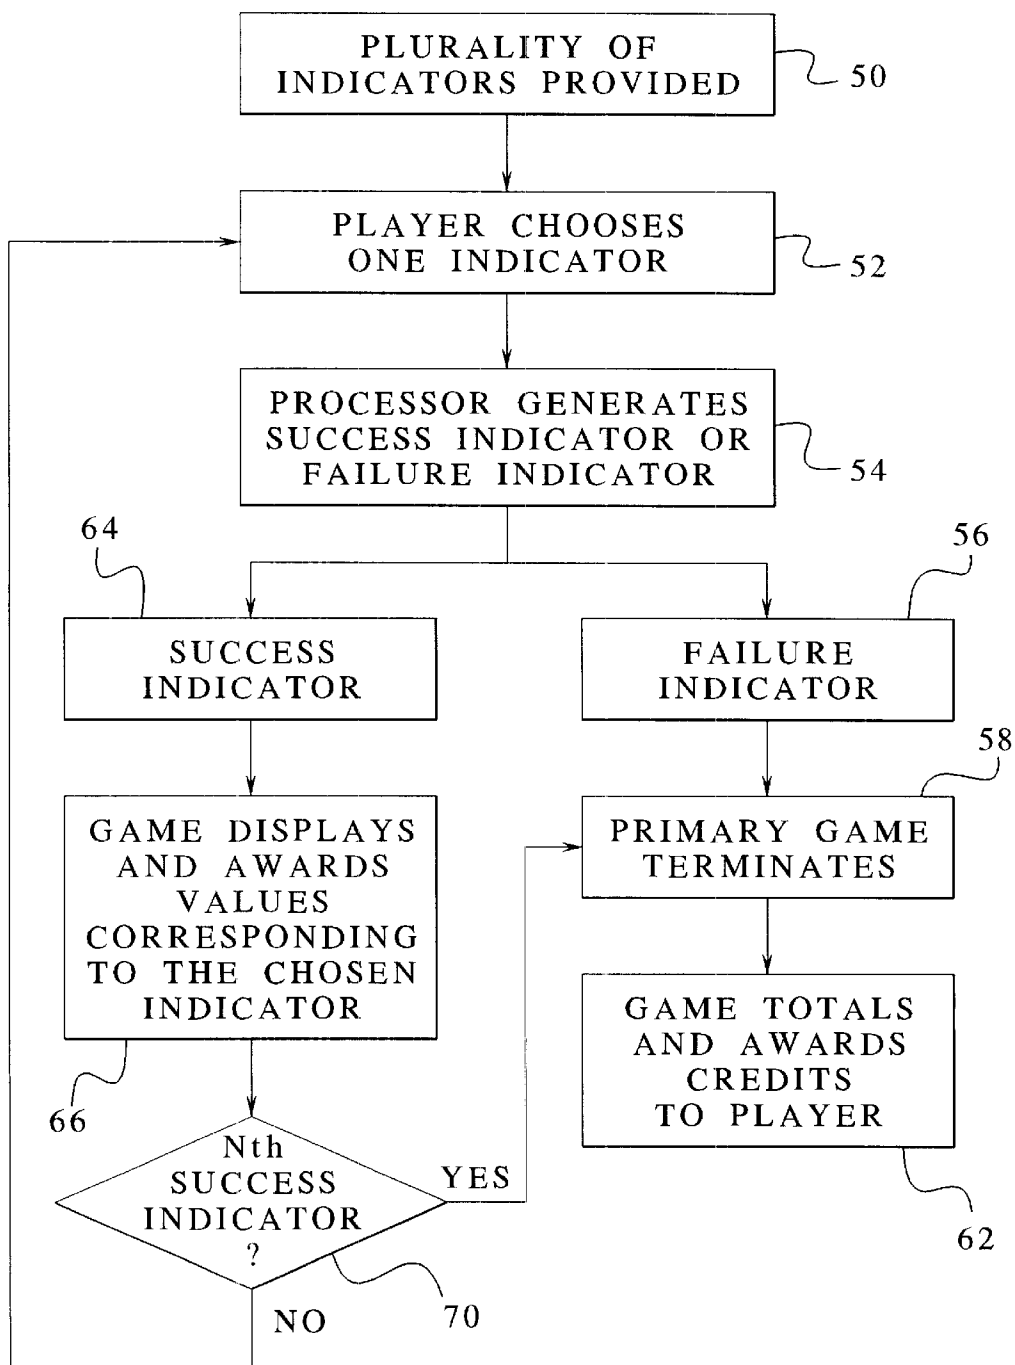 PLURALITY OF
INDICATORS PROVIDED
50
PLAYER CHOOSES
ONE INDICATOR
52
PROCESSOR GENERATES
SUCCESS INDICATOR OR
FAILURE INDICATOR
54
64
56
SUCCESS
INDICATOR
FAILURE
INDICATOR
58
GAME DISPLAYS
AND AWARDS
VALUES
CORRESPONDING
TO THE CHOSEN
INDICATOR
66
PRIMARY GAME
TERMINATES
GAME TOTALS
AND AWARDS
CREDITS
TO PLAYER
62
Nth
SUCCESS
INDICATOR
?
YES
70
NO